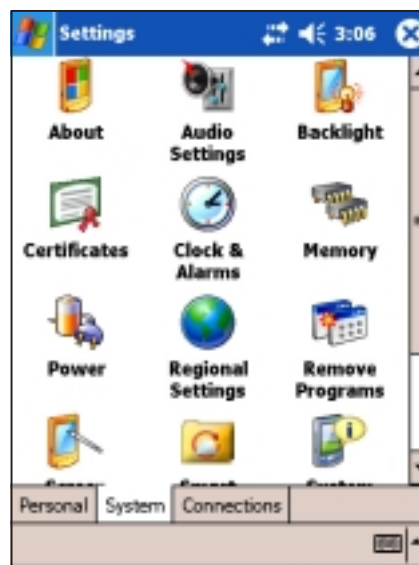 Settings 3:06
About Audio Settings Backlight
Certificates Clock & Alarms Memory
Power Regional Settings Remove Programs
Personal System Connections